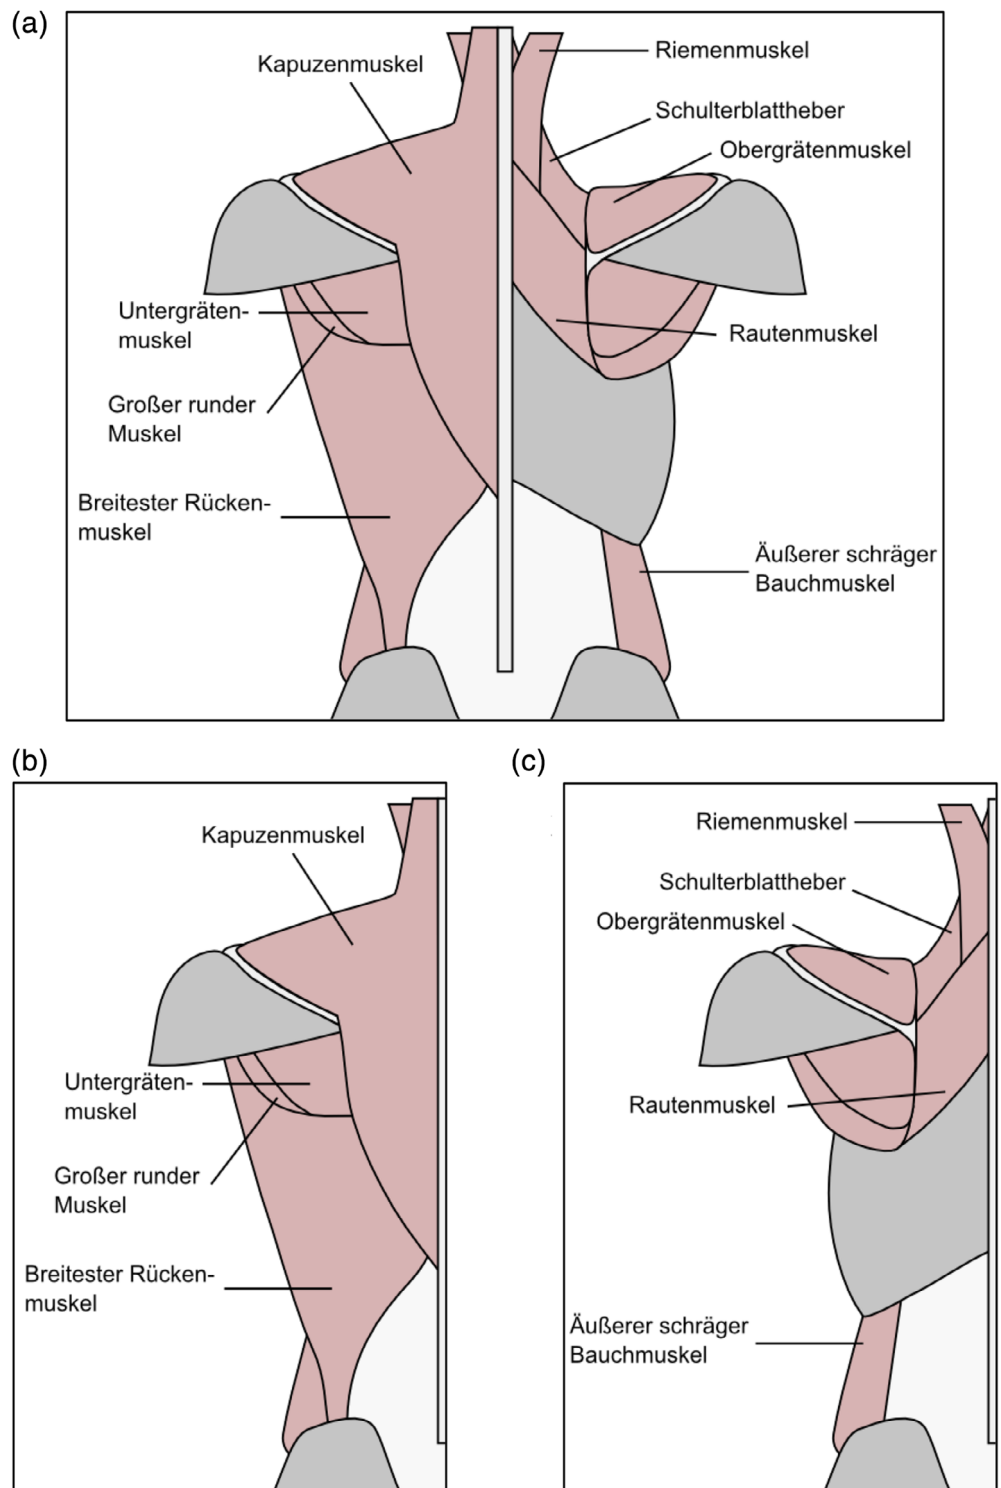 (a)
Kapuzenmuskel
Riemenmuskel
Schulterblattheber
Obergrätenmuskel
Untergräten-
muskel
Rautenmuskel
Großer runder
Muskel
Breitester Rücken-
muskel
Äußerer schräger
Bauchmuskel
(b)
Kapuzenmuskel
Untergräten-
muskel
Großer runder
Muskel
Breitester Rücken-
muskel
(c)
Riemenmuskel
Schulterblattheber
Obergrätenmuskel
Rautenmuskel
Äußerer schräger
Bauchmuskel